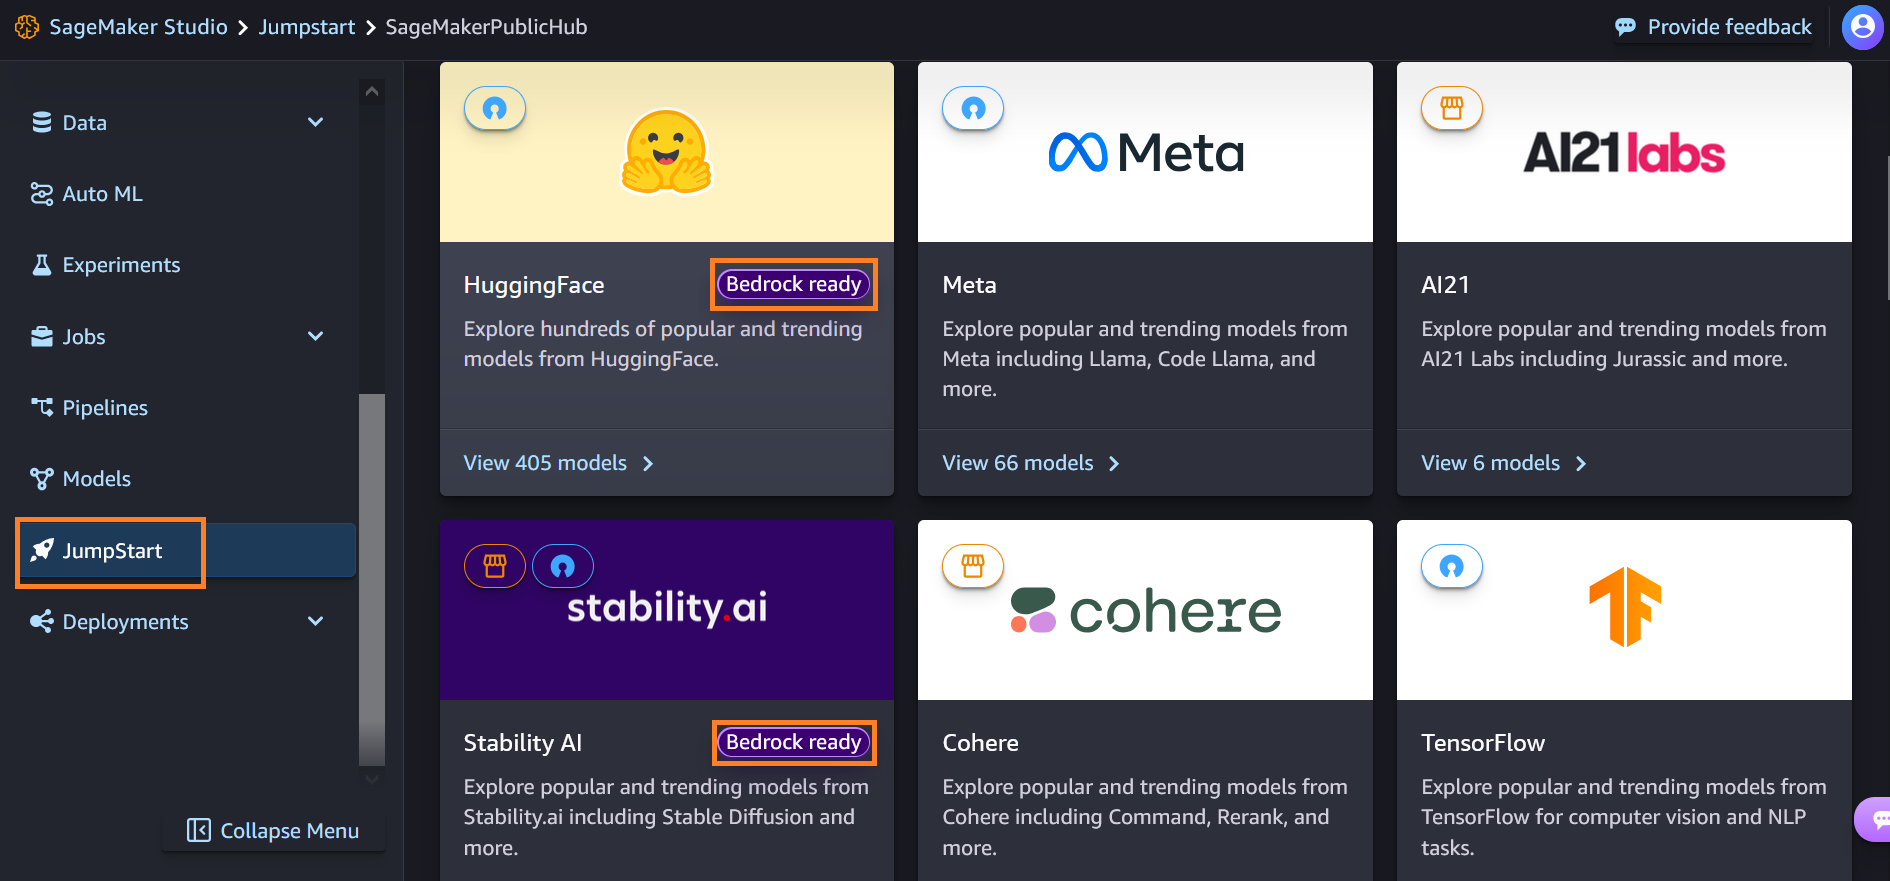 SageMaker Studio > Jumpstart > SageMakerPublicHub
Provide feedback
Data
Auto ML
Experiments
Jobs
Pipelines
Models
JumpStart
Deployments
Collapse Menu
HuggingFace
Bedrock ready
Explore hundreds of popular and trending
models from HuggingFace.
View 405 models
Meta
Meta
Explore popular and trending models from
Meta including Llama, Code Llama, and
more.
View 66 models
AI21labs
AI21
Explore popular and trending models from
AI21 Labs including Jurassic and more.
View 6 models
stability.ai
Stability AI
Bedrock ready
Explore popular and trending models from
Stability.ai including Stable Diffusion and
more.
cohere
Cohere
Explore popular and trending models from
Cohere including Command, Rerank, and
more.
TensorFlow
Explore popular and trending models from
TensorFlow for computer vision and NLP
tasks.